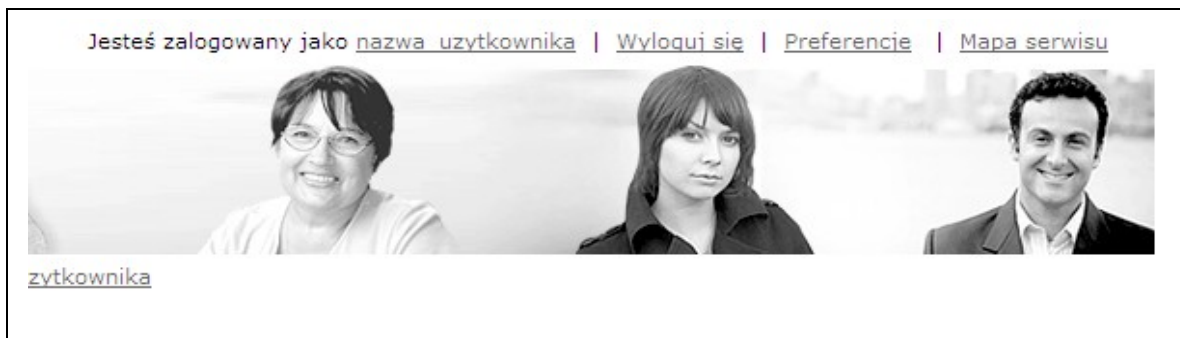 Jesteś zalogowany jako nazwa_uzytkownika | Wyloguj się | Preferencje | Mapa serwisu
zytkownika